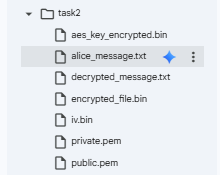 task2
aes_key_encrypted.bin
alice_message.txt
decrypted_message.txt
encrypted_file.bin
iv.bin
private.pem
public.pem